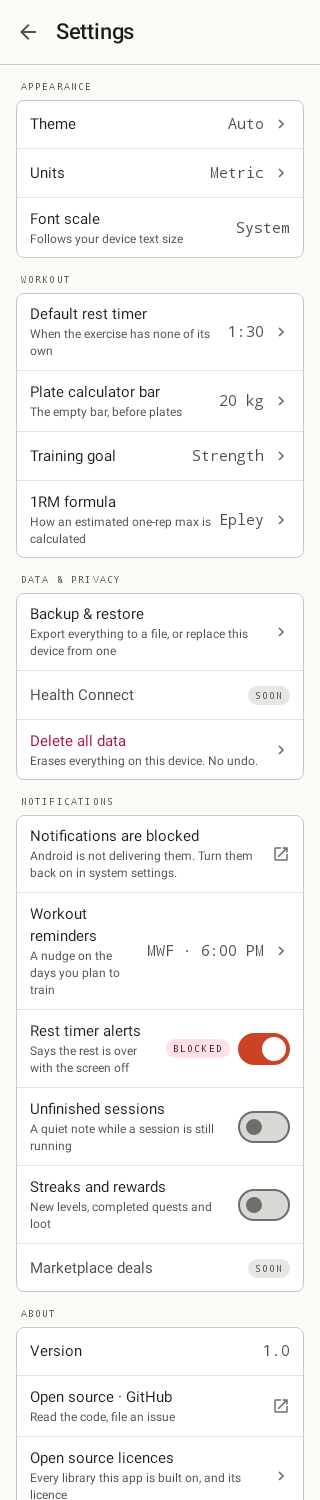 Settings
APPEARANCE
Theme
Auto
Units
Metric
Font scale
Follows your device text size
System
WORKOUT
Default rest timer
When the exercise has none of its
own
1:30
Plate calculator bar
The empty bar, before plates
20 kg
Training goal
Strength
1RM formula
How an estimated one-rep max is
calculated
Epley
DATA & PRIVACY
Backup & restore
Export everything to a file, or replace this
device from one
Health Connect
SOON
Delete all data
Erases everything on this device. No undo.
NOTIFICATIONS
Notifications are blocked
Android is not delivering them. Turn them
back on in system settings.
Workout
reminders
A nudge on the
days you plan to
train
MWF · 6:00 PM
Rest timer alerts
Says the rest is over
with the screen off
BLOCKED
Unfinished sessions
A quiet note while a session is still
running
Streaks and rewards
New levels, completed quests and
loot
Marketplace deals
SOON
ABOUT
Version
1.0
Open source · GitHub
Read the code, file an issue
Open source licences
Every library this app is built on, and its
licence